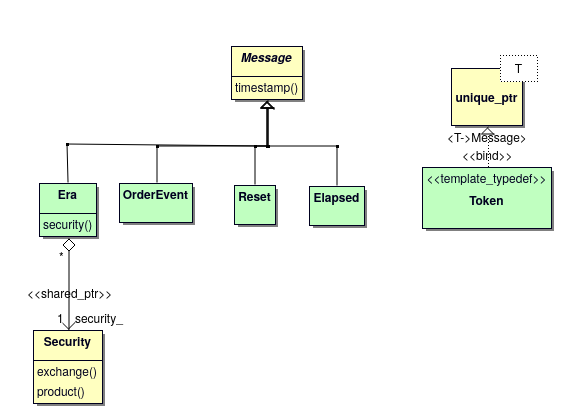 Message
timestamp()
T
unique_ptr
<T->Message>
<<bind>>
<<template_typedef>>
Token
Era
security()
OrderEvent
Reset
Elapsed
*
<<shared_ptr>>
1 security_
Security
exchange()
product()